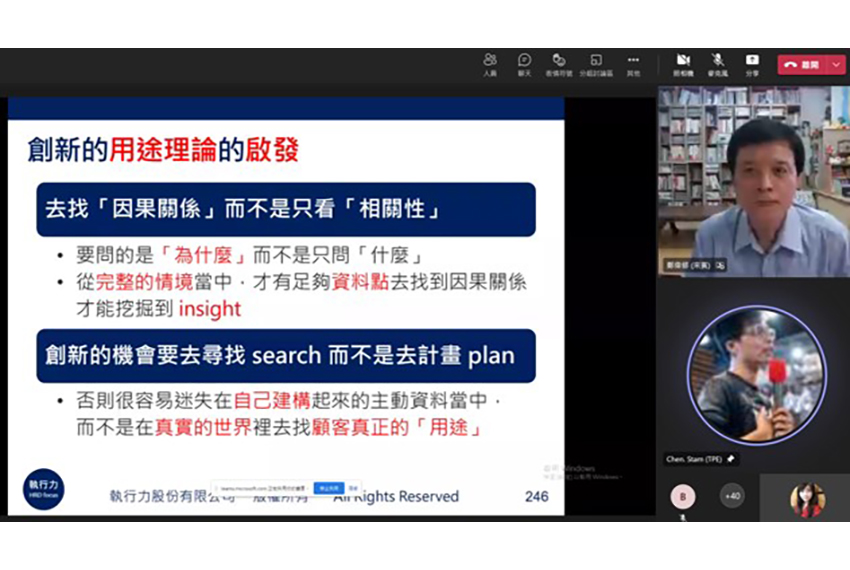 人員 聊天 表情符號 分組討論區 其他 照相機 麥克風 分享 離開
創新的用途理論的啟發
去找「因果關係」而不是只看「相關性」
• 要問的是「為什麼」而不是只問「什麼」
• 從完整的情境當中，才有足夠資料點去找到因果關係
才能挖掘到 insight
創新的機會要去尋找 search 而不是去計畫 plan
• 否則很容易迷失在自己建構起來的主動資料當中，
而不是在真實的世界裡去找顧客真正的「用途」
執行力
HRD focus
執行力股份有限公司 版權所有 All Rights Reserved
246
Chen. Stam (TPE)
B
+40